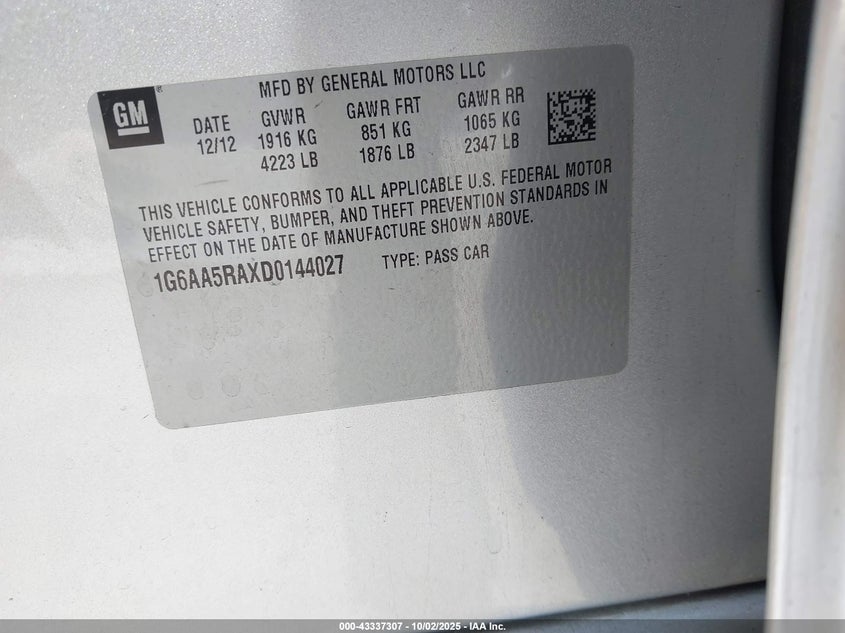 MFD BY GENERAL MOTORS LLC
GM ®
DATE GVWR GAWR FRT GAWR RR
12/12 1916 KG 851 KG 1065 KG
4223 LB 1876 LB 2347 LB
THIS VEHICLE CONFORMS TO ALL APPLICABLE U.S. FEDERAL MOTOR
VEHICLE SAFETY, BUMPER, AND THEFT PREVENTION STANDARDS IN
EFFECT ON THE DATE OF MANUFACTURE SHOWN ABOVE.
1G6AA5RAXD0144027 TYPE: PASS CAR
000-43337307 - 10/02/2025 - IAA Inc.